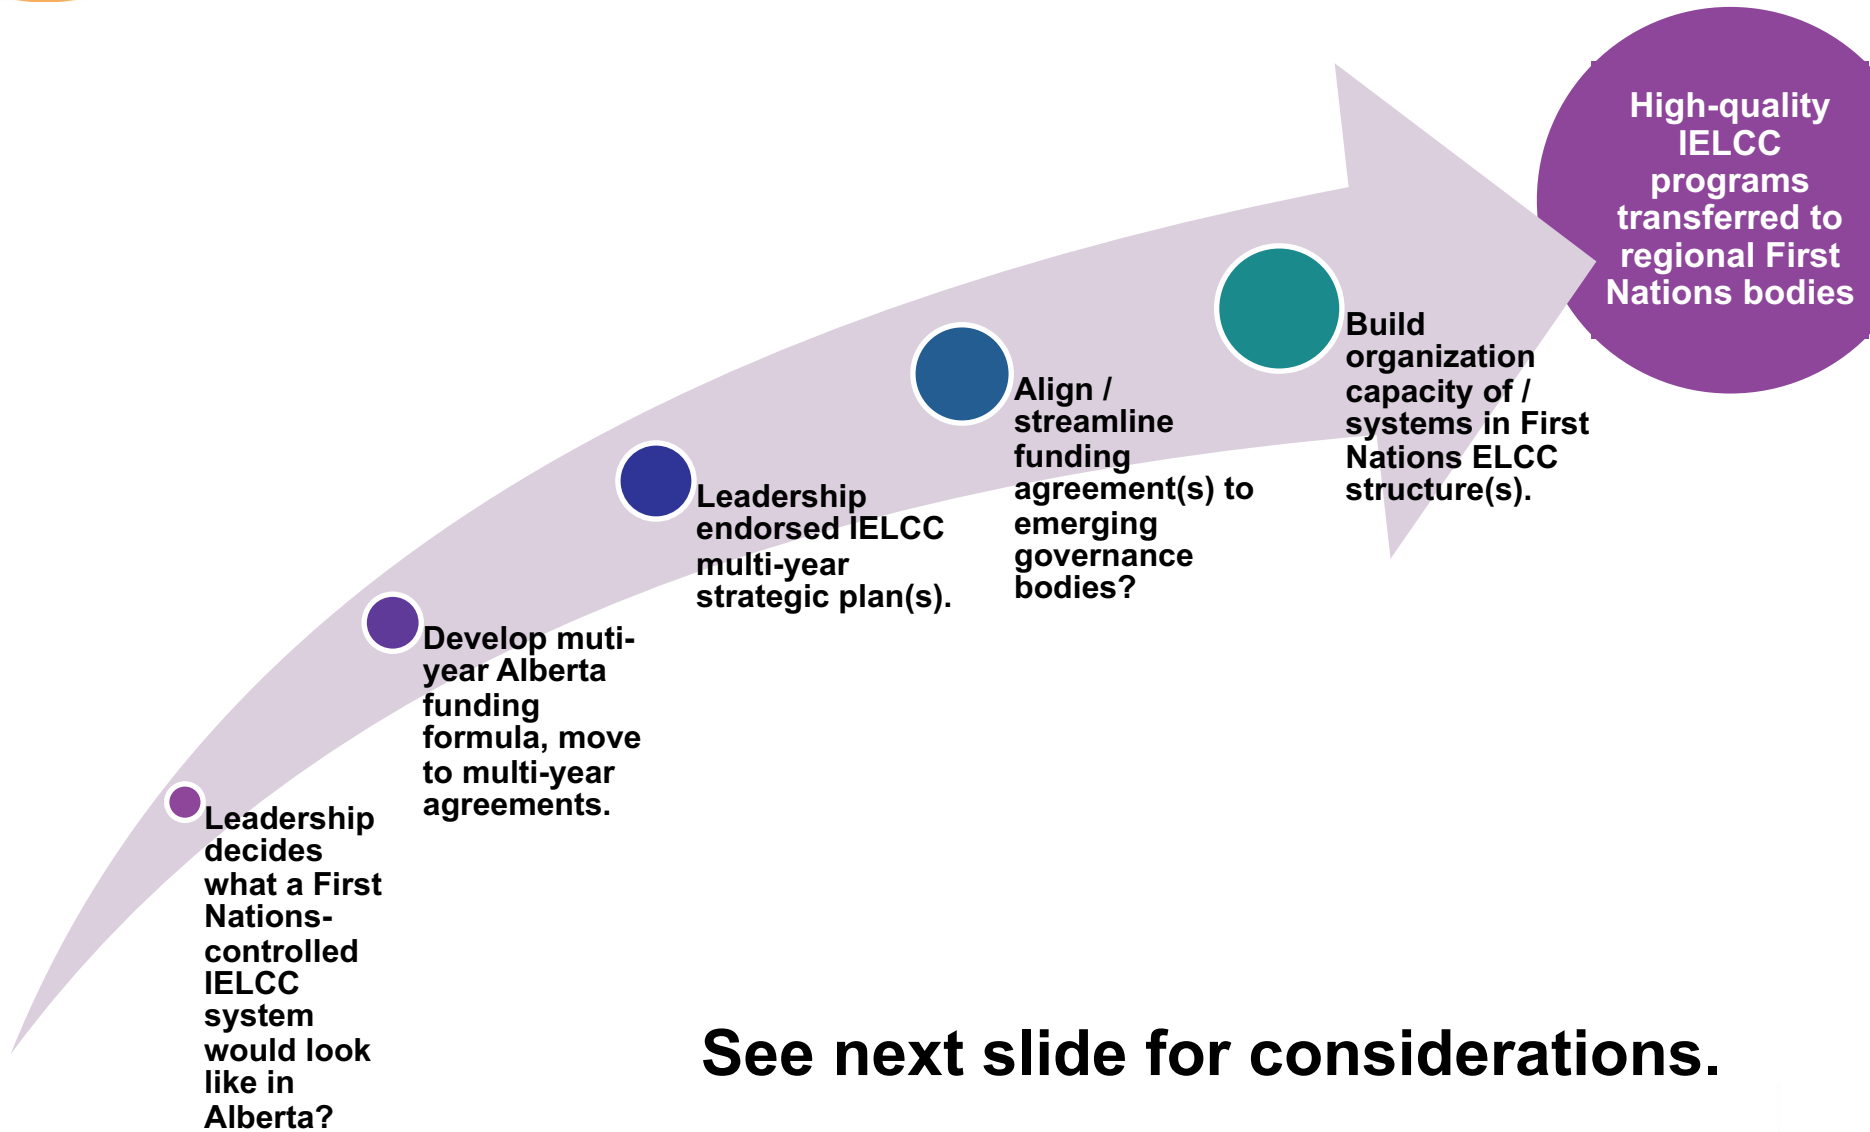 High-quality
IELCC
programs
transferred to
regional First
Nations bodies
Build
organization
capacity of /
systems in First
Nations ELCC
structure(s).
Align /
streamline
funding
agreement(s) to
emerging
governance
bodies?
Leadership
endorsed IELCC
multi-year
strategic plan(s).
Develop muti-
year Alberta
funding
formula, move
to multi-year
agreements.
Leadership
decides
what a First
Nations-
controlled
IELCC
system
would look
like in
Alberta?
See next slide for considerations.